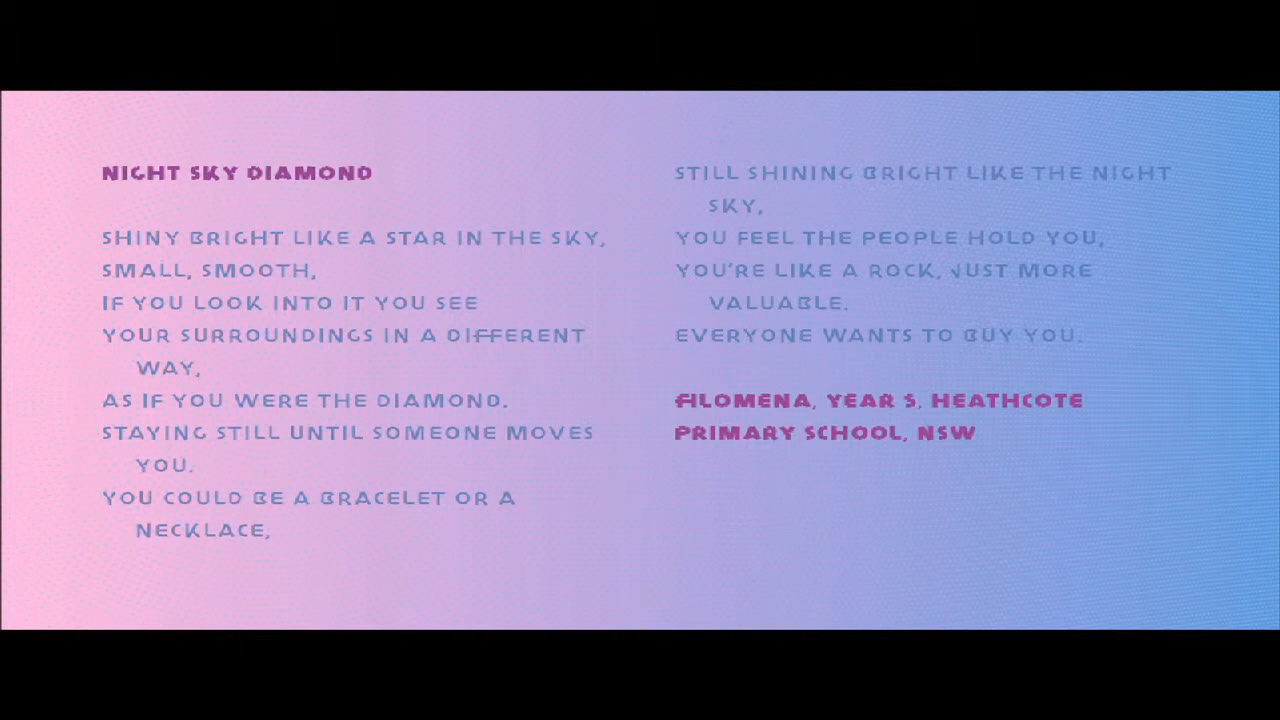 NIGHT SKY DIAMOND
SHINY BRIGHT LIKE A STAR IN THE SKY,
SMALL, SMOOTH,
IF YOU LOOK INTO IT YOU SEE
YOUR SURROUNDINGS IN A DIFFERENT
WAY,
AS IF YOU WERE THE DIAMOND.
STAYING STILL UNTIL SOMEONE MOVES
YOU.
YOU COULD BE A BRACELET OR A
NECKLACE,
STILL SHINING BRIGHT LIKE THE NIGHT
SKY,
YOU FEEL THE PEOPLE HOLD YOU,
YOU'RE LIKE A ROCK, JUST MORE
VALUABLE.
EVERYONE WANTS TO BUY YOU.
FILOMENA, YEAR 5, HEATHCOTE
PRIMARY SCHOOL, NSW